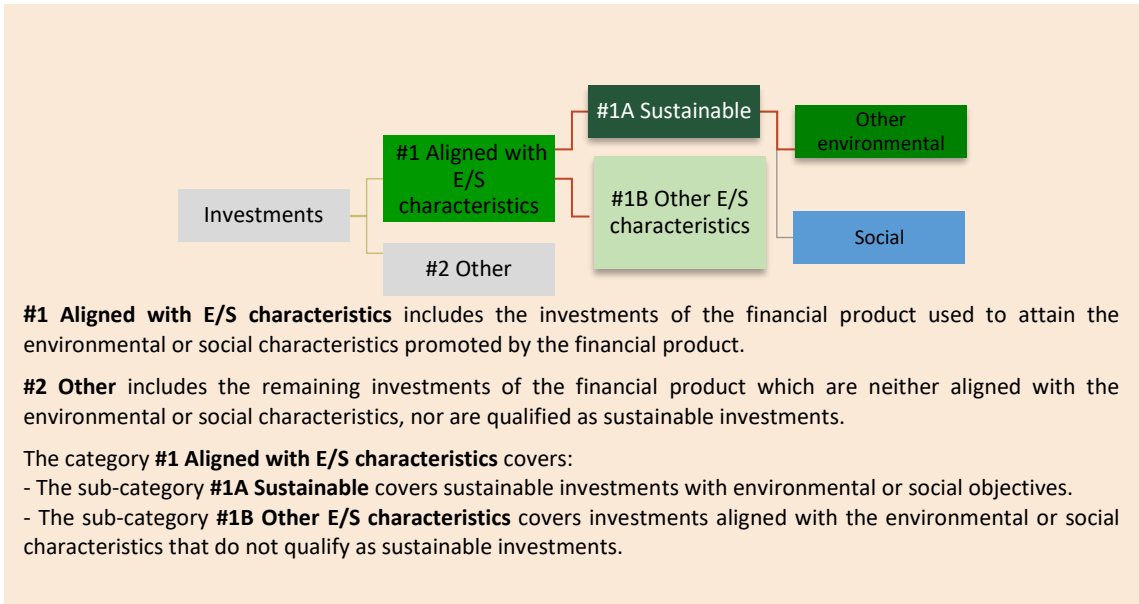 #1A Sustainable
Other
environmental
#1 Aligned with
E/S
characteristics
#1B Other E/S
characteristics
Investments
Social
#2 Other
#1 Aligned with E/S characteristics includes the investments of the financial product used to attain the
environmental or social characteristics promoted by the financial product.
#2 Other includes the remaining investments of the financial product which are neither aligned with the
environmental or social characteristics, nor are qualified as sustainable investments.
The category #1 Aligned with E/S characteristics covers:
- The sub-category #1A Sustainable covers sustainable investments with environmental or social objectives.
- The sub-category #1B Other E/S characteristics covers investments aligned with the environmental or social
characteristics that do not qualify as sustainable investments.